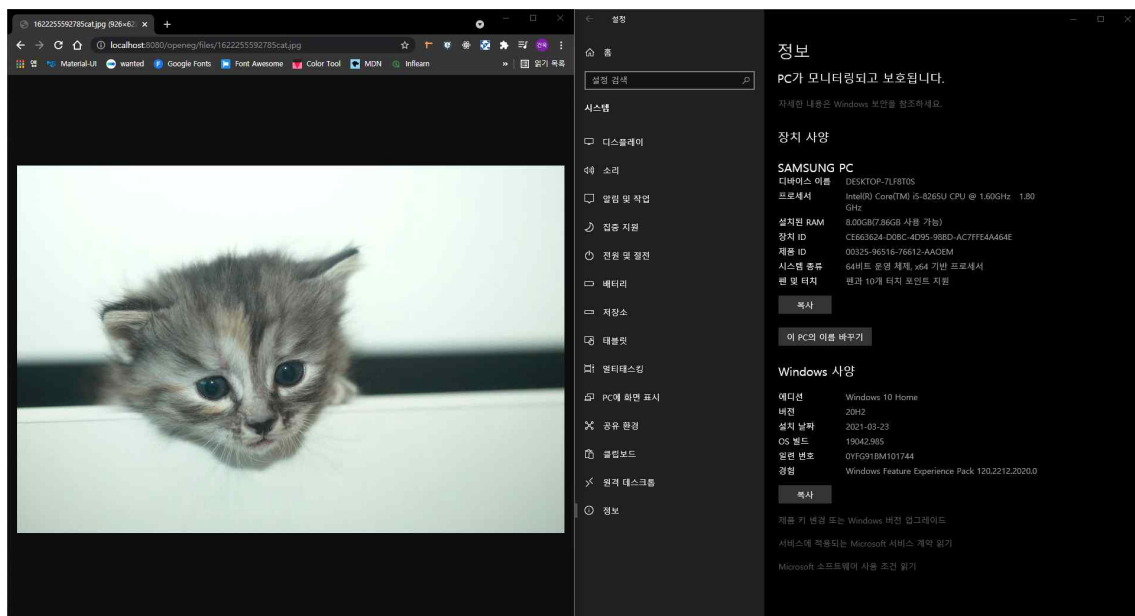 1622255592785cat.jpg (926×62
localhost:8080/openeg/files/1622255592785cat.jpg
앱 Material-UI wanted Google Fonts Font Awesome Color Tool MDN Inflearn » 읽기 목록
설정
홈
설정 검색
시스템
디스플레이
소리
알림 및 작업
집중 지원
전원 및 절전
배터리
저장소
태블릿
멀티태스킹
PC에 화면 표시
공유 환경
클립보드
원격 데스크톱
정보
정보
PC가 모니터링되고 보호됩니다.
자세한 내용은 Windows 보안을 참조하세요.
장치 사양
SAMSUNG PC
디바이스 이름 DESKTOP-7LF8T0S
프로세서 Intel(R) Core(TM) i5-8265U CPU @ 1.60GHz 1.80
GHz
설치된 RAM 8.00GB(7.86GB 사용 가능)
장치 ID CE663624-D0BC-4D95-98BD-AC7FFE4A464E
제품 ID 00325-96516-76612-AAOEM
시스템 종류 64비트 운영 체제, x64 기반 프로세서
펜 및 터치 펜과 10개 터치 포인트 지원
복사
이 PC의 이름 바꾸기
Windows 사양
에디션 Windows 10 Home
버전 20H2
설치 날짜 2021-03-23
OS 빌드 19042.985
일련 번호 0YFG91BM101744
경험 Windows Feature Experience Pack 120.2212.2020.0
복사
제품 키 변경 또는 Windows 버전 업그레이드
서비스에 적용되는 Microsoft 서비스 계약 읽기
Microsoft 소프트웨어 사용 조건 읽기